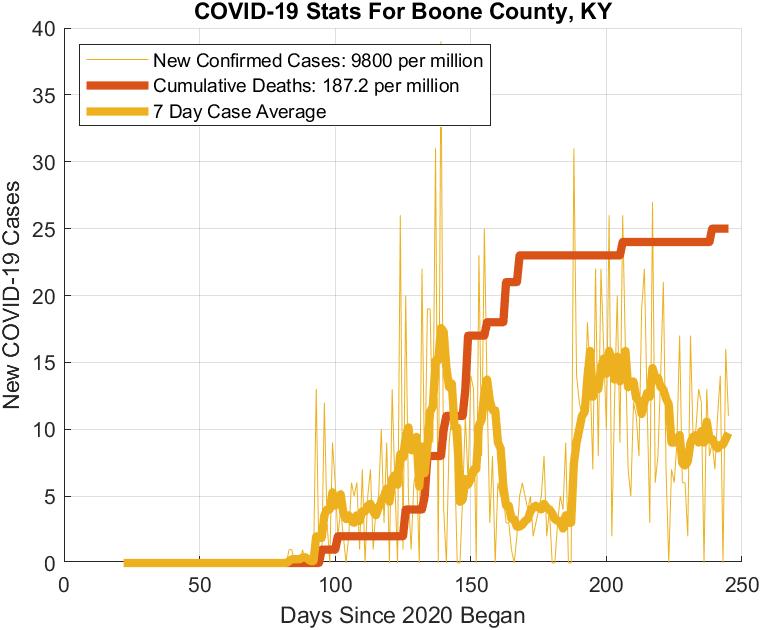 COVID-19 Stats For Boone County, KY
New Confirmed Cases: 9800 per million
Cumulative Deaths: 187.2 per million
7 Day Case Average
40
35
30
25
20
15
10
5
0
New COVID-19 Cases
0 50 100 150 200 250
Days Since 2020 Began